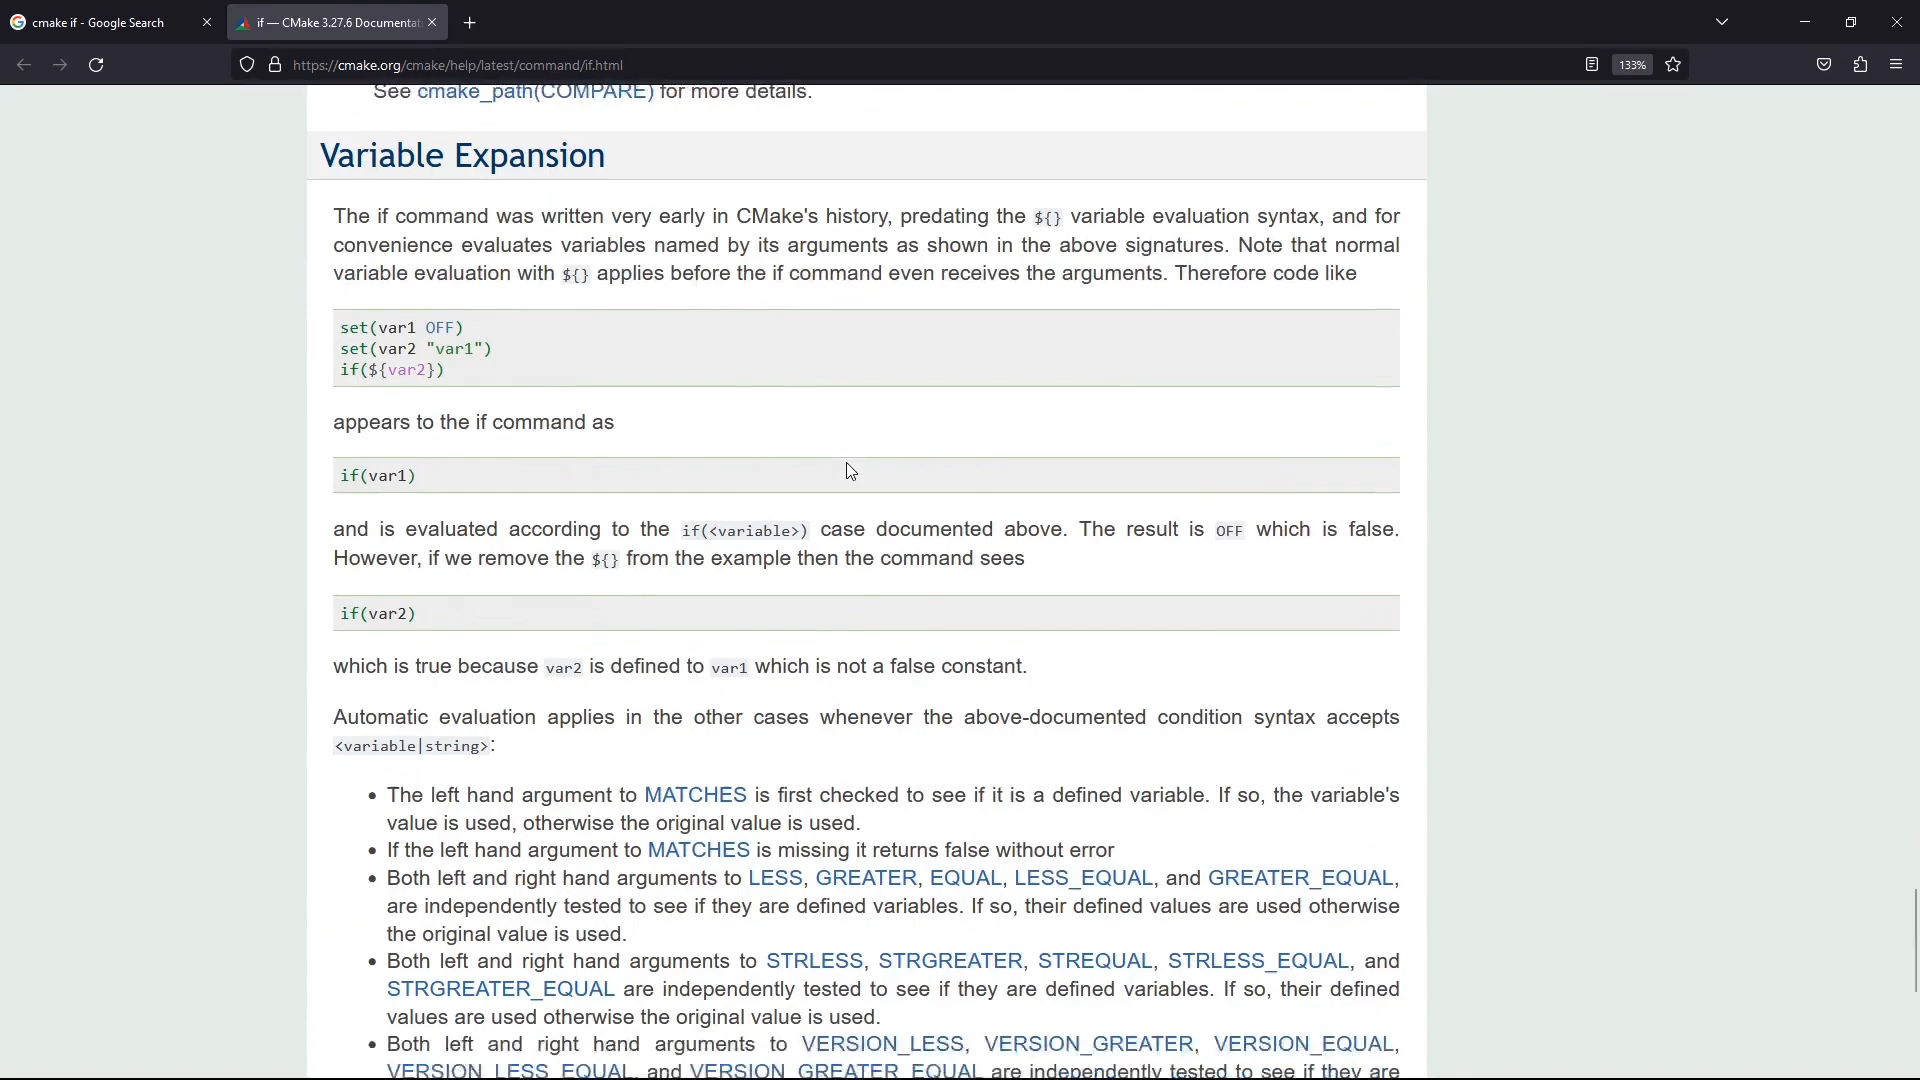 cmake if - Google Search
if — CMake 3.27.6 Documentat
https://cmake.org/cmake/help/latest/command/if.html
133%
See cmake_path(COMPARE) for more details.
Variable Expansion
The if command was written very early in CMake's history, predating the ${} variable evaluation syntax, and for
convenience evaluates variables named by its arguments as shown in the above signatures. Note that normal
variable evaluation with ${} applies before the if command even receives the arguments. Therefore code like
set(var1 OFF)
set(var2 "var1")
if(${var2})
appears to the if command as
if(var1)
and is evaluated according to the if(<variable>) case documented above. The result is OFF which is false.
However, if we remove the ${} from the example then the command sees
if(var2)
which is true because var2 is defined to var1 which is not a false constant.
Automatic evaluation applies in the other cases whenever the above-documented condition syntax accepts
<variable|string>:
• The left hand argument to MATCHES is first checked to see if it is a defined variable. If so, the variable's
value is used, otherwise the original value is used.
• If the left hand argument to MATCHES is missing it returns false without error
• Both left and right hand arguments to LESS, GREATER, EQUAL, LESS_EQUAL, and GREATER_EQUAL,
are independently tested to see if they are defined variables. If so, their defined values are used otherwise
the original value is used.
• Both left and right hand arguments to STRLESS, STRGREATER, STREQUAL, STRLESS_EQUAL, and
STRGREATER_EQUAL are independently tested to see if they are defined variables. If so, their defined
values are used otherwise the original value is used.
• Both left and right hand arguments to VERSION_LESS, VERSION_GREATER, VERSION_EQUAL,
VERSION_LESS_EQUAL, and VERSION_GREATER_EQUAL are independently tested to see if they are